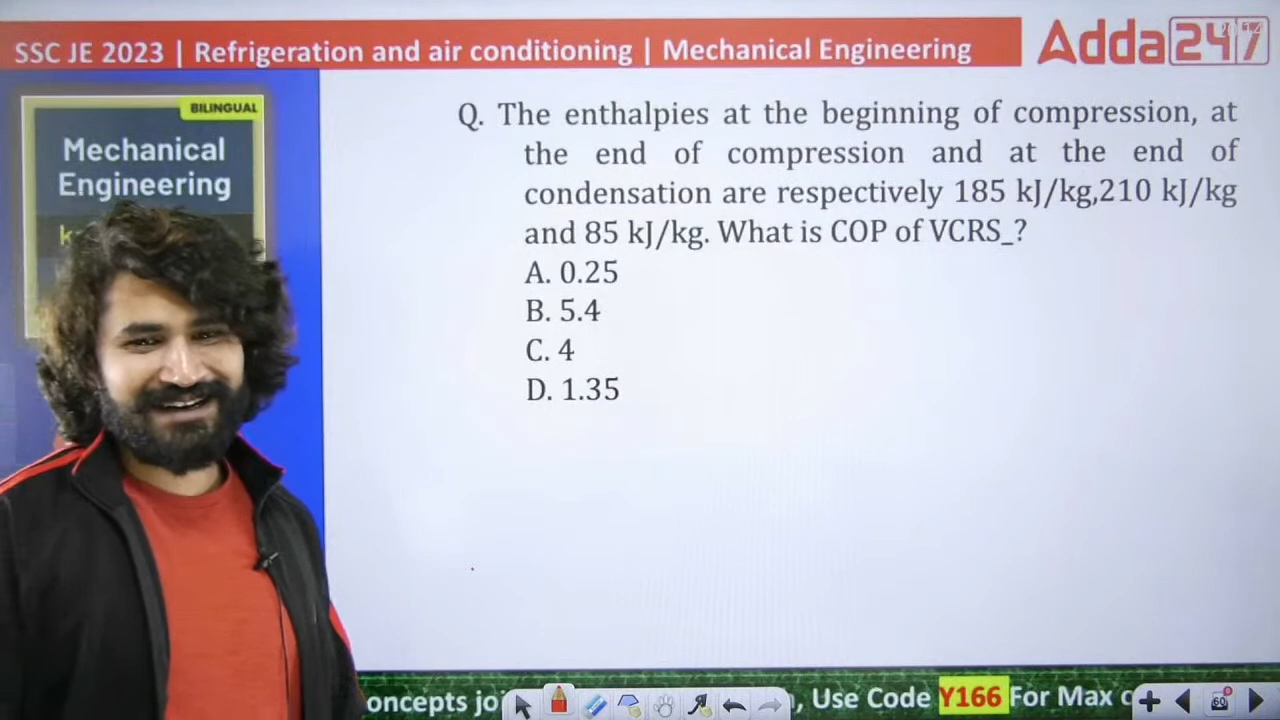 SSC JE 2023 | Refrigeration and air conditioning | Mechanical Engineering
Adda247
BILINGUAL
Mechanical
Engineering
Q. The enthalpies at the beginning of compression, at
the end of compression and at the end of
condensation are respectively 185 kJ/kg,210 kJ/kg
and 85 kJ/kg. What is COP of VCRS_?
A. 0.25
B. 5.4
C. 4
D. 1.35
oncepts joi
, Use Code Y166 For Max
60